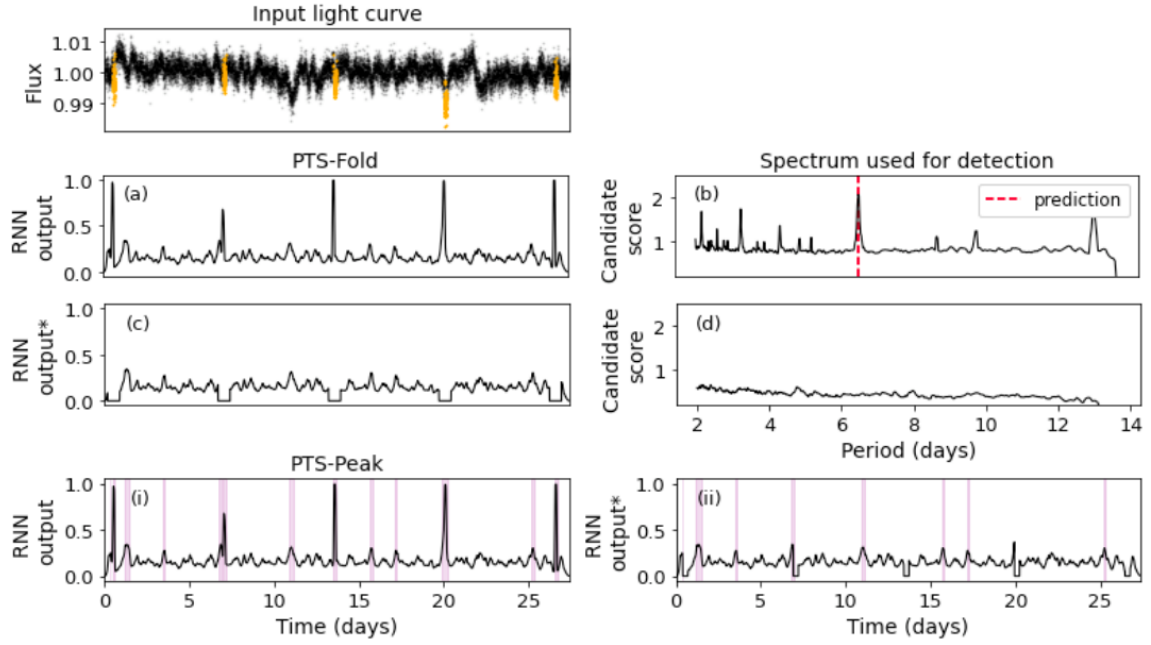 Input light curve
1.01
1.00
0.99
Flux
PTS-Fold
Spectrum used for detection
(a)
1.0
0.5
0.0
RNN
output
(b)
prediction
2
1
Candidate
score
(c)
1.0
0.5
0.0
RNN
output*
(d)
2
1
Candidate
score
2 4 6 8 10 12 14
Period (days)
PTS-Peak
(i)
1.0
0.5
0.0
RNN
output
0 5 10 15 20 25
Time (days)
(ii)
1.0
0.5
0.0
RNN
output*
0 5 10 15 20 25
Time (days)